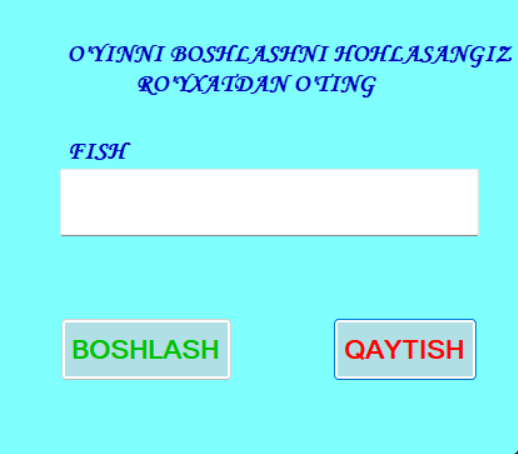 O'YINNI BOSHLASHNI HOHLASANGIZ
RO'YXATDAN O'TING
FISH
BOSHLASH
QAYTISH